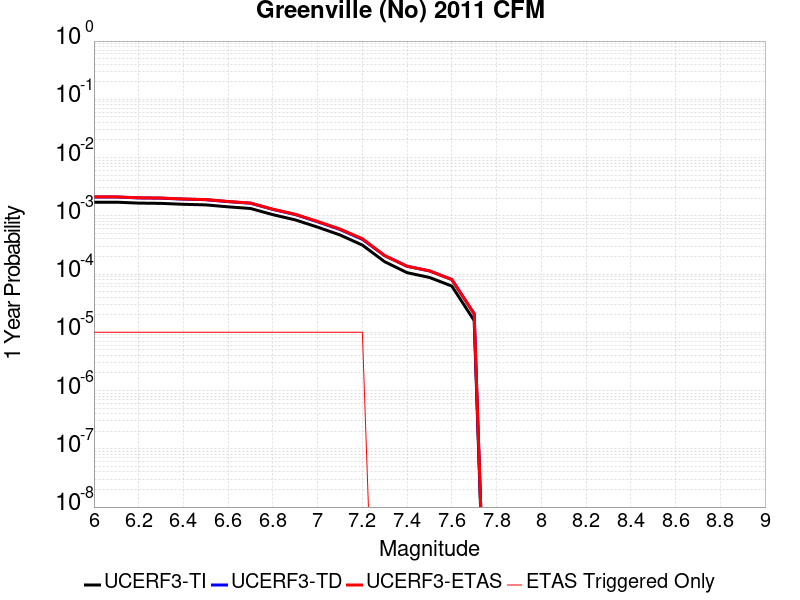 Greenville (No) 2011 CFM
1 Year Probability
10^0
10^-1
10^-2
10^-3
10^-4
10^-5
10^-6
10^-7
10^-8
6 6.2 6.4 6.6 6.8 7 7.2 7.4 7.6 7.8 8 8.2 8.4 8.6 8.8 9
Magnitude
UCERF3-TI UCERF3-TD UCERF3-ETAS ETAS Triggered Only